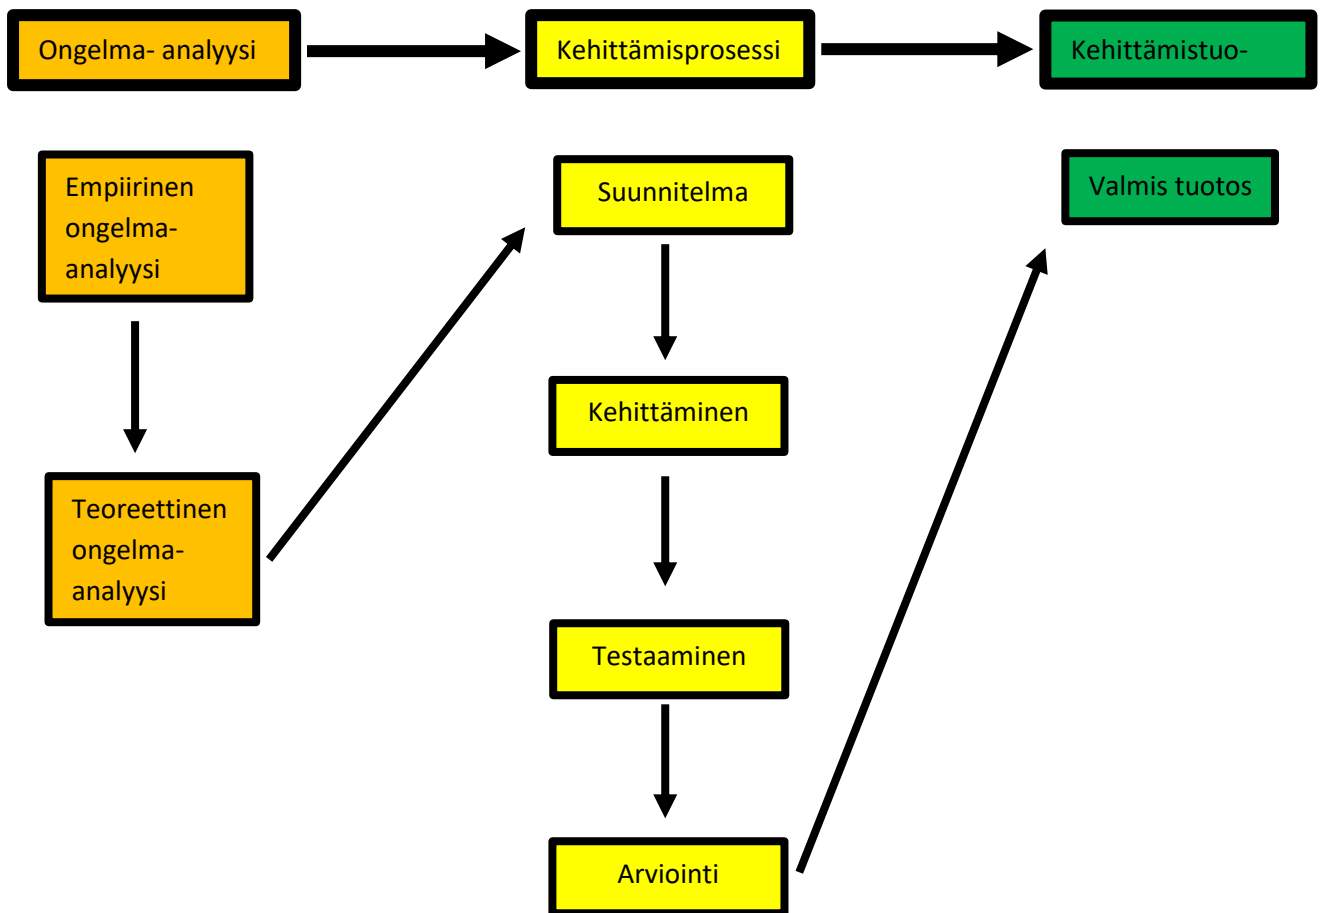 Ongelma- analyysi
Kehittämisprosessi
Kehittämistuo-
Empiirinen
ongelma-
analyysi
Suunnitelma
Valmis tuotos
Kehittäminen
Teoreettinen
ongelma-
analyysi
Testaaminen
Arviointi